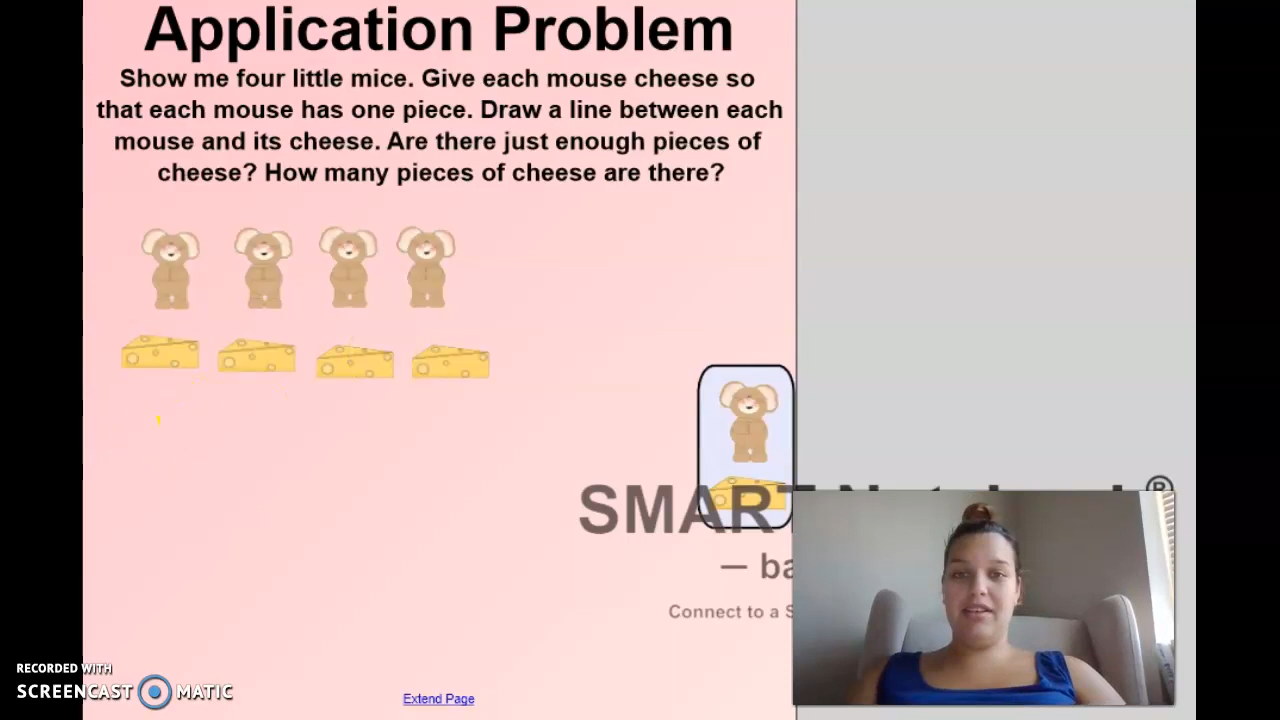 Application Problem
Show me four little mice. Give each mouse cheese so
that each mouse has one piece. Draw a line between each
mouse and its cheese. Are there just enough pieces of
cheese? How many pieces of cheese are there?
SMART
®
— ba
Connect to a S
RECORDED WITH
SCREENCAST MATIC
Extend Page